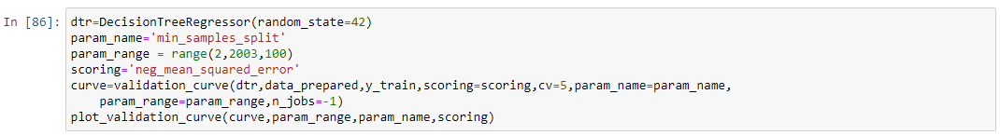 In [86]: dtr=DecisionTreeRegressor(random_state=42)
param_name='min_samples_split'
param_range = range(2,2003,100)
scoring='neg_mean_squared_error'
curve=validation_curve(dtr,data_prepared,y_train,scoring=scoring,cv=5,param_name=param_name,
    param_range=param_range,n_jobs=-1)
plot_validation_curve(curve,param_range,param_name,scoring)